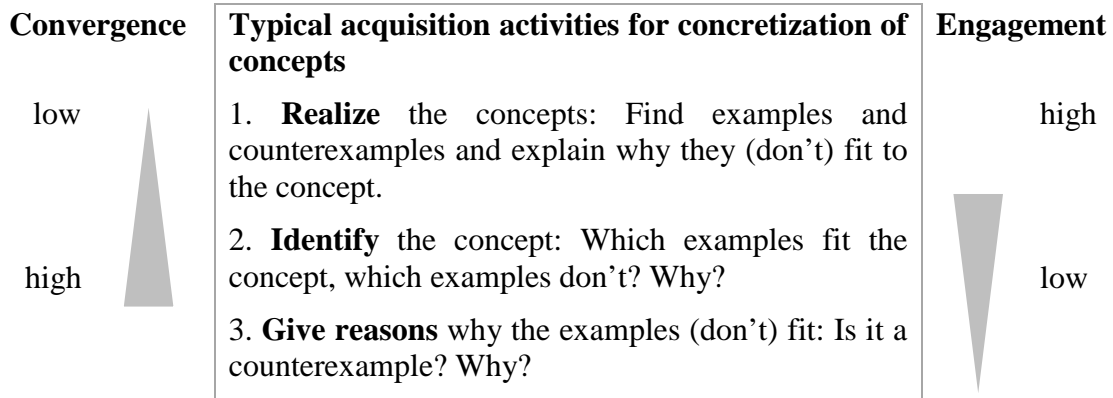 Convergence
Typical acquisition activities for concretization of
concepts
Engagement
low
1. Realize the concepts: Find examples and
counterexamples and explain why they (don’t) fit to
the concept.
high
2. Identify the concept: Which examples fit the
concept, which examples don’t? Why?
high
low
3. Give reasons why the examples (don’t) fit: Is it a
counterexample? Why?